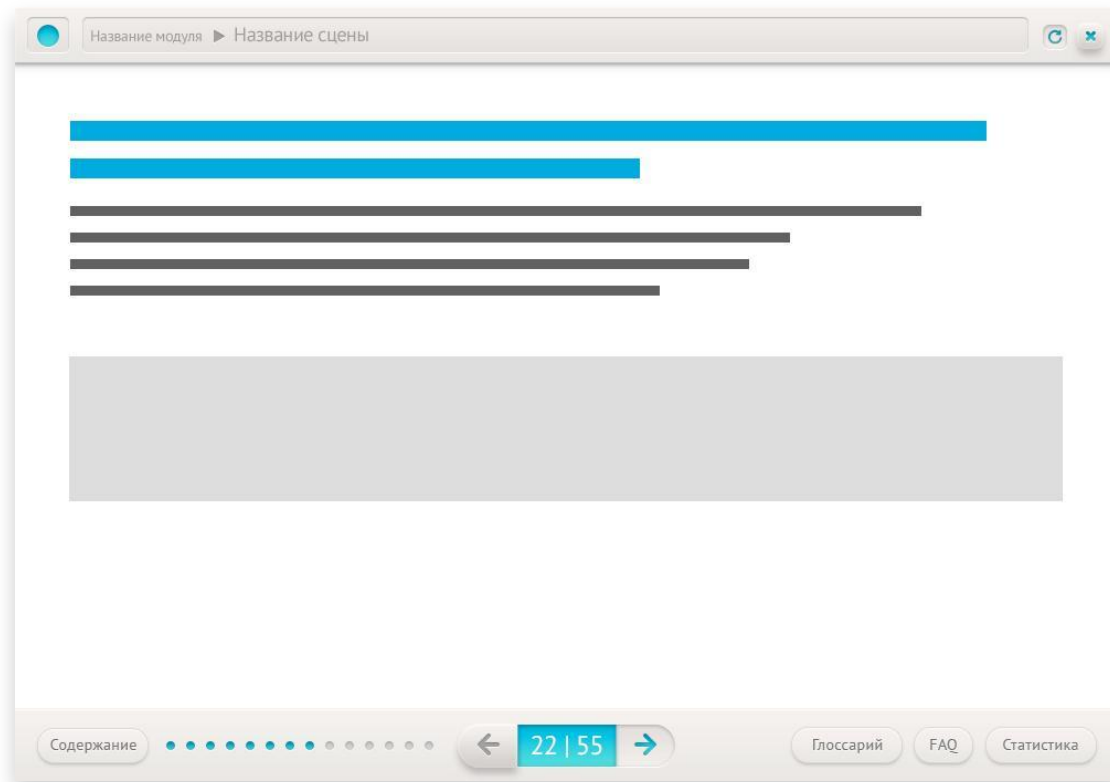 Название модуля ▶ Название сцены
Содержание
22 | 55
Глоссарий
FAQ
Статистика